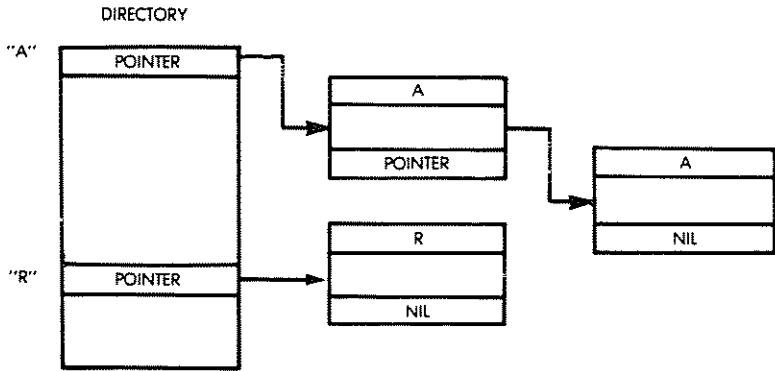 DIRECTORY
"A"
POINTER
A
POINTER
A
NIL
"R"
POINTER
R
NIL